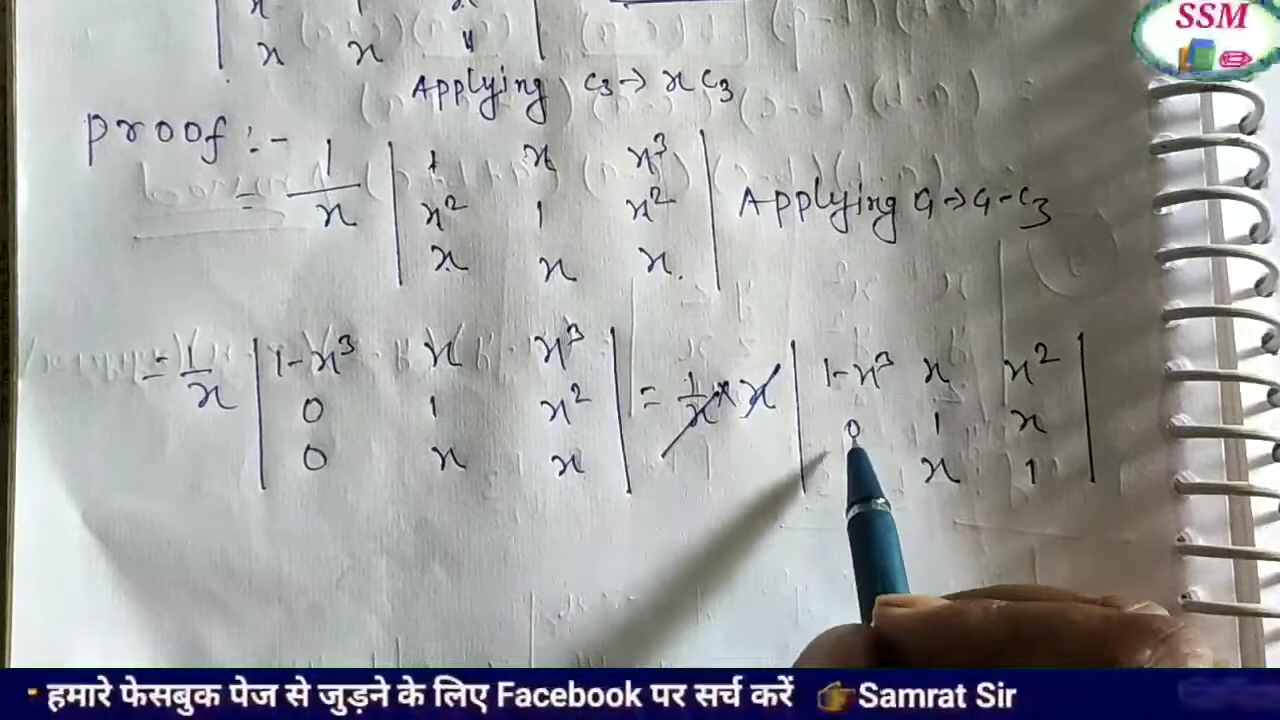 SSM
x x 4
Applying C3→xC3
Proof :-
= 1/x | 1 x x³ |
| x² 1 x² | Applying C1→C1-C3
| x x x |
= 1/x | 1-x³ x x³ | = 1/x × x | 1-x³ x x² |
| 0 1 x² | | 0 1 x |
| 0 x x | | x 1 |
हमारे फेसबुक पेज से जुड़ने के लिए Facebook पर सर्च करें 👉Samrat Sir